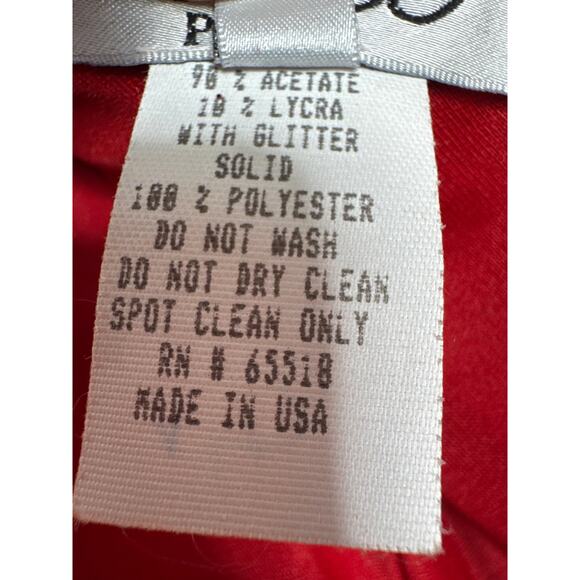 P
90 % ACETATE
10 % LYCRA
WITH GLITTER
SOLID
100 % POLYESTER
DO NOT WASH
DO NOT DRY CLEAN
SPOT CLEAN ONLY
RN # 65518
MADE IN USA